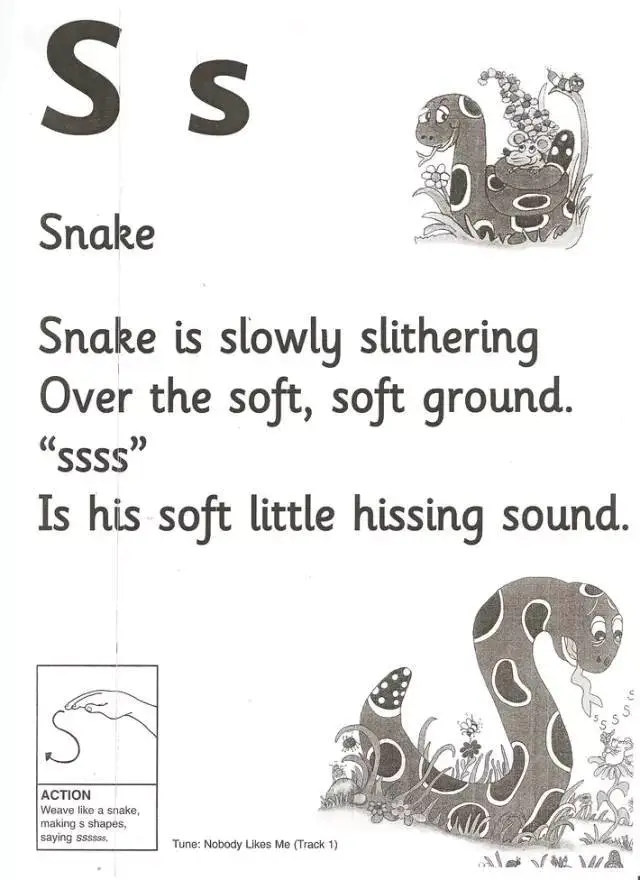 S s
Snake
Snake is slowly slithering
Over the soft, soft ground.
“ssss”
Is his soft little hissing sound.
s
s
s
s
s
ACTION
Weave like a snake,
making s shapes,
saying ssssss.
Tune: Nobody Likes Me (Track 1)